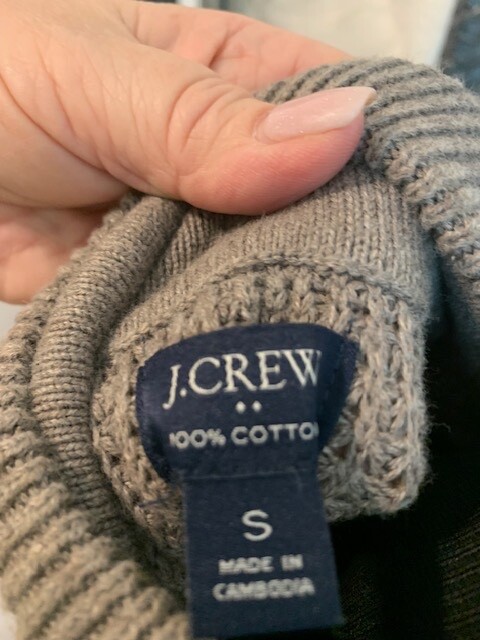 J.CREW
100% COTTO
S
MADE IN
CAMBODIA